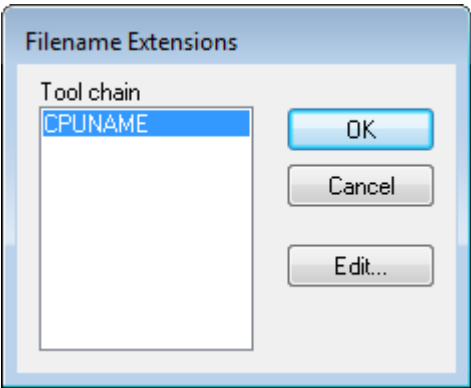 Filename Extensions
Tool chain
CPUNAME
OK
Cancel
Edit...